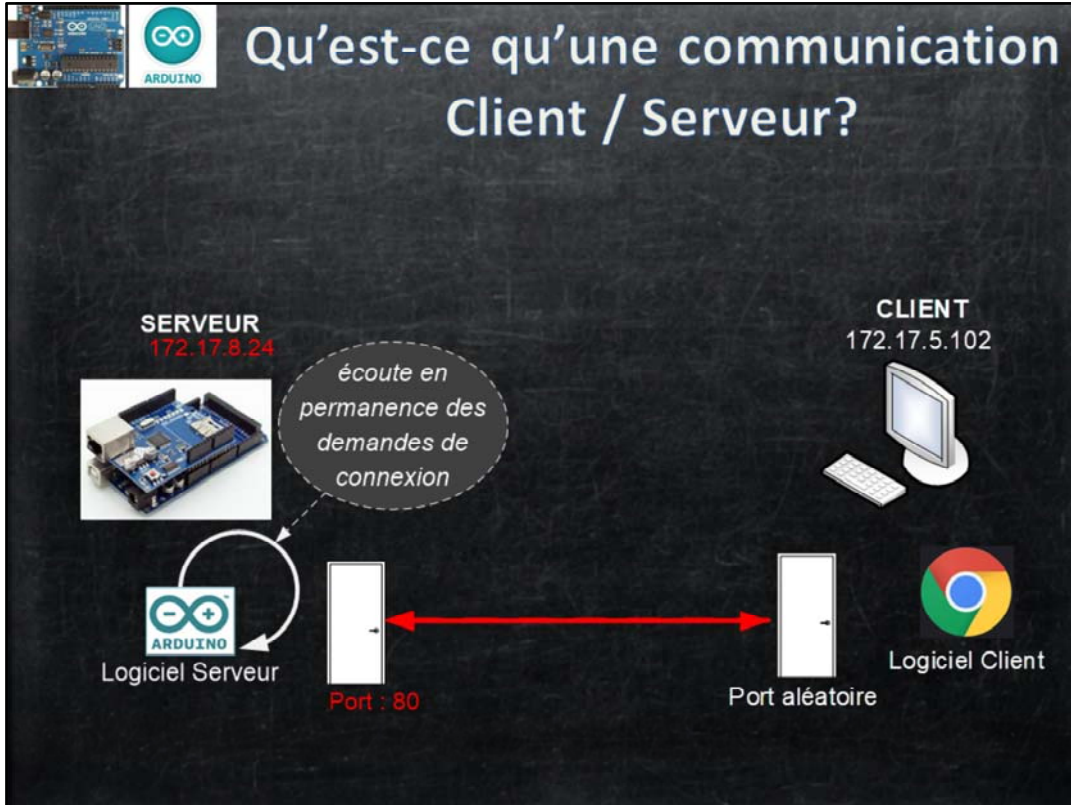 ARDUINO
Qu'est-ce qu'une communication
Client / Serveur?
SERVEUR
172.17.8.24
écoute en
permanence des
demandes de
connexion
CLIENT
172.17.5.102
ARDUINO
Logiciel Serveur
Port : 80
Port aléatoire
Logiciel Client